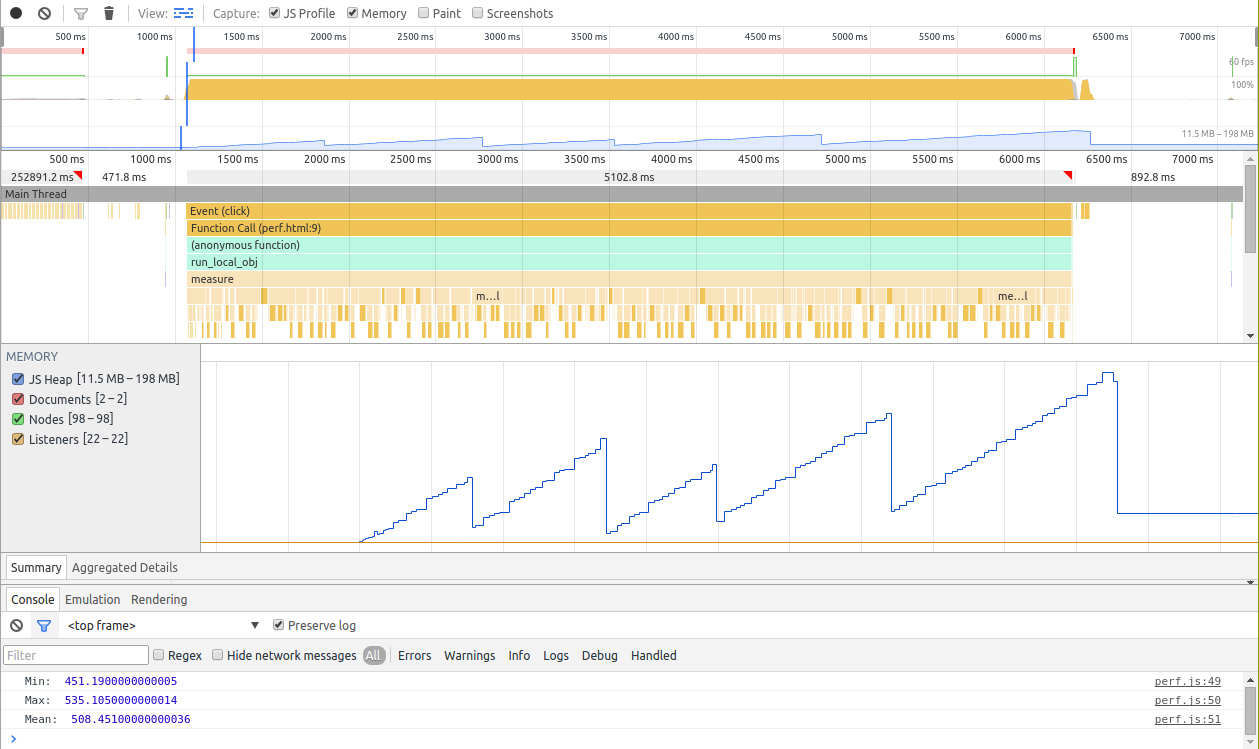 View: Capture: JS Profile Memory Paint Screenshots
500 ms 1000 ms 1500 ms 2000 ms 2500 ms 3000 ms 3500 ms 4000 ms 4500 ms 5000 ms 5500 ms 6000 ms 6500 ms 7000 ms
60 fps
100%
11.5 MB – 198 MB
500 ms 1000 ms 1500 ms 2000 ms 2500 ms 3000 ms 3500 ms 4000 ms 4500 ms 5000 ms 5500 ms 6000 ms 6500 ms 7000 ms
252891.2 ms 471.8 ms 5102.8 ms 892.8 ms
Main Thread
Event (click)
Function Call (perf.html:9)
(anonymous function)
run_local_obj
measure
m...l me...l
MEMORY
JS Heap [11.5 MB – 198 MB]
Documents [2 – 2]
Nodes [98 – 98]
Listeners [22 – 22]
Summary Aggregated Details
Console Emulation Rendering
<top frame> Preserve log
Filter Regex Hide network messages All Errors Warnings Info Logs Debug Handled
Min: 451.1900000000005 perf.js:49
Max: 535.1050000000014 perf.js:50
Mean: 508.45100000000036 perf.js:51